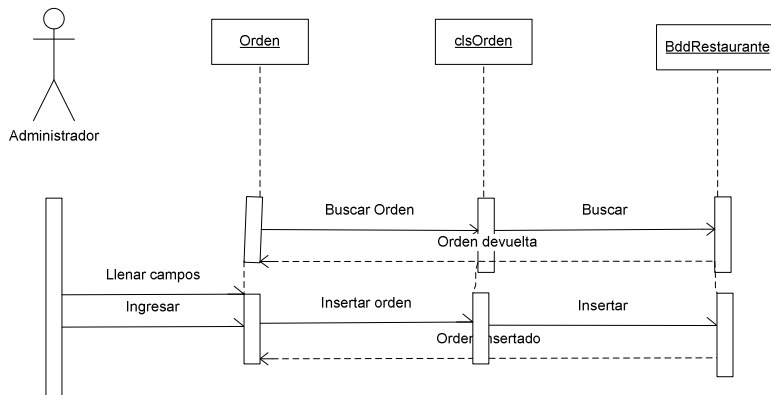 Orden
clsOrden
BddRestaurante
Administrador
Buscar Orden
Buscar
Orden devuelta
Llenar campos
Ingresar
Insertar orden
Insertar
Orden insertado